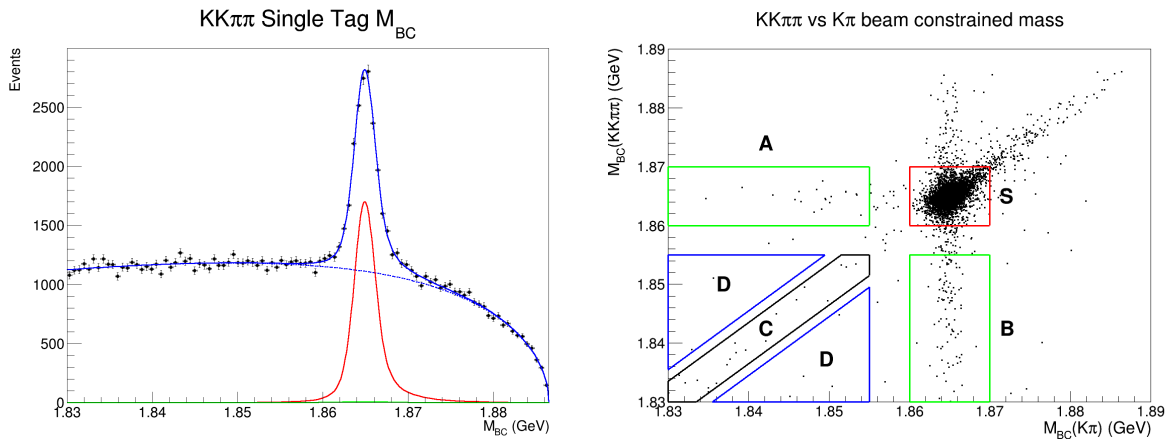 KKππ Single Tag M_BC
Events
2500
2000
1500
1000
500
0
1.83
1.84
1.85
1.86
1.87
1.88
M_BC (GeV)
KKππ vs Kπ beam constrained mass
M_BC(KKππ) (GeV)
1.89
1.88
1.87
1.86
1.85
1.84
1.83
A
S
D
C
D
B
1.83
1.84
1.85
1.86
1.87
1.88
1.89
M_BC(Kπ) (GeV)